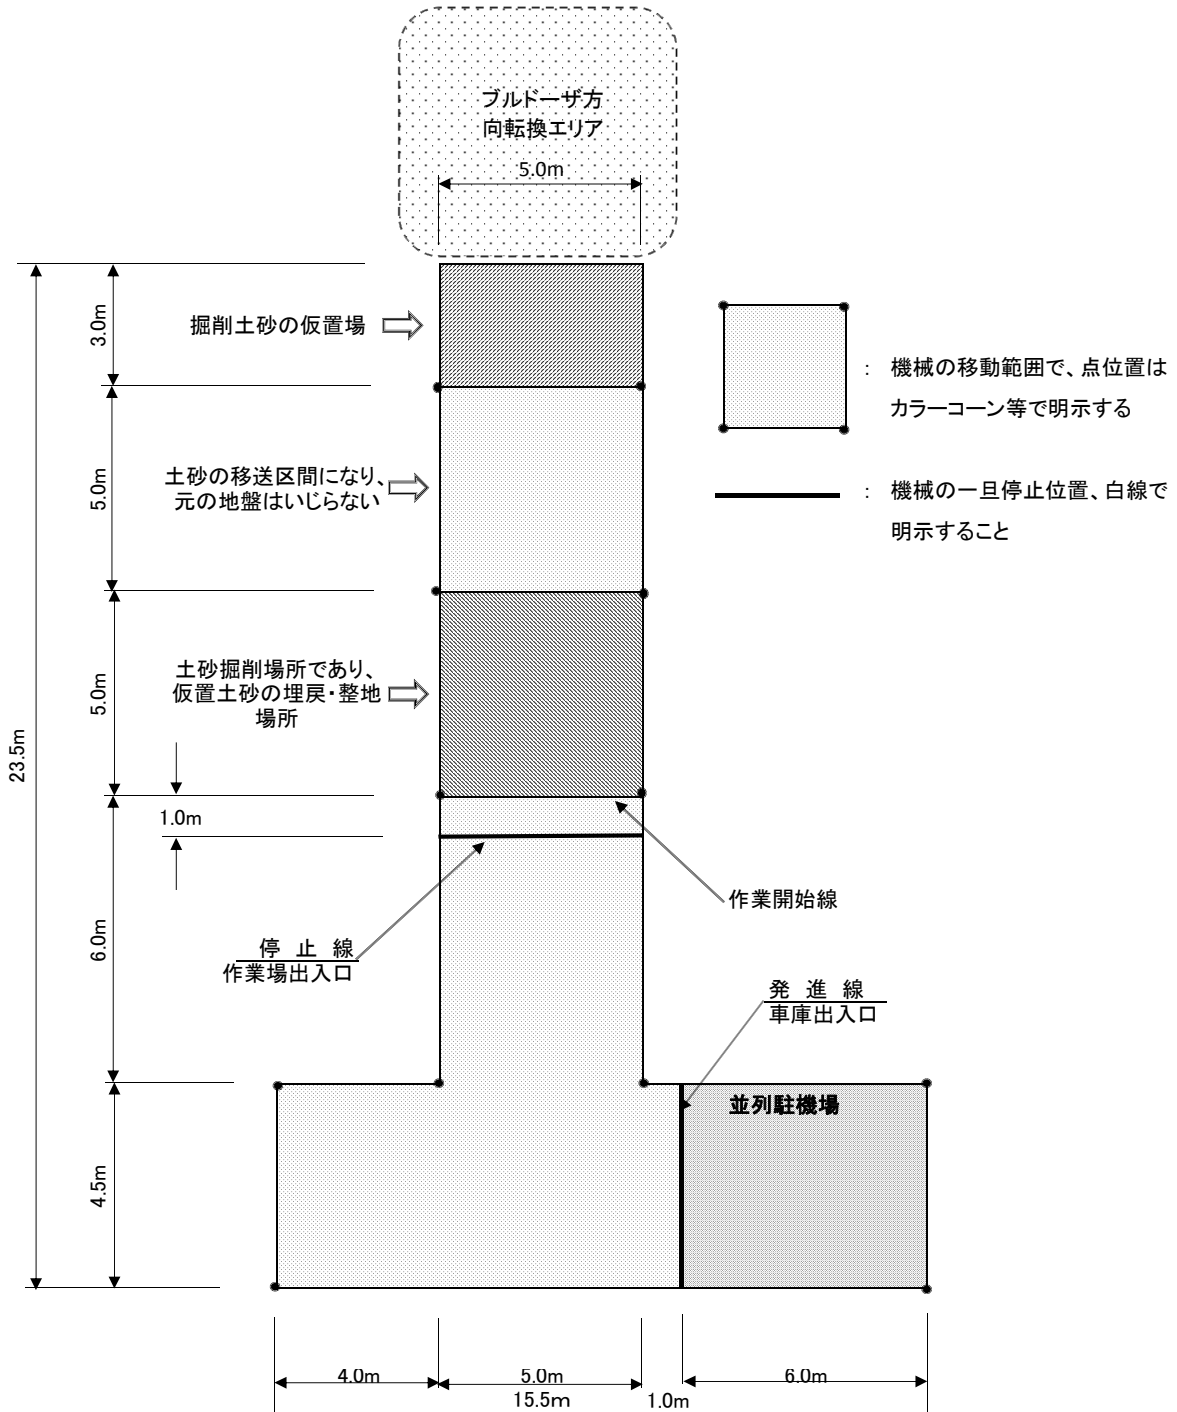 ブルドーザ方
向転換エリア
5.0m
3.0m
掘削土砂の仮置場
： 機械の移動範囲で、点位置は
カラーコーン等で明示する
5.0m
土砂の移送区間になり、
元の地盤はいじらない
： 機械の一旦停止位置、白線で
明示すること
5.0m
土砂掘削場所であり、
仮置土砂の埋戻・整地
場所
23.5m
1.0m
作業開始線
6.0m
停 止 線
作業場出入口
発 進 線
車庫出入口
並列駐機場
4.5m
4.0m
5.0m
6.0m
15.5m
1.0m